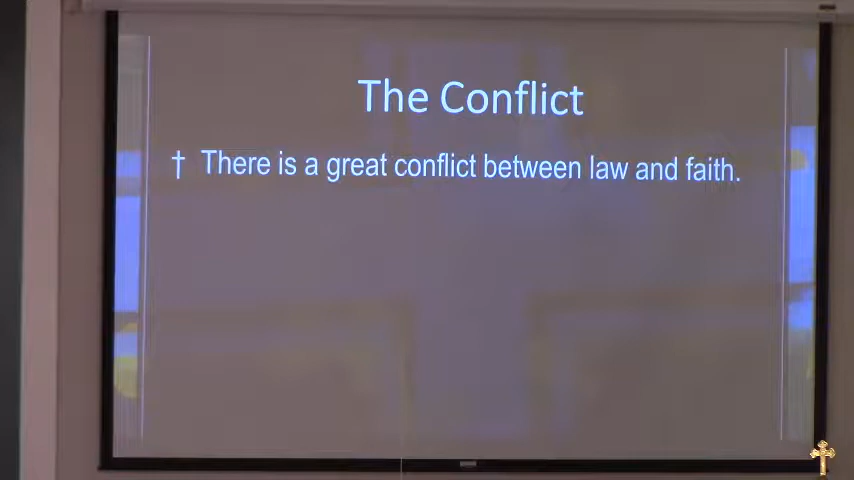 The Conflict
† There is a great conflict between law and faith.